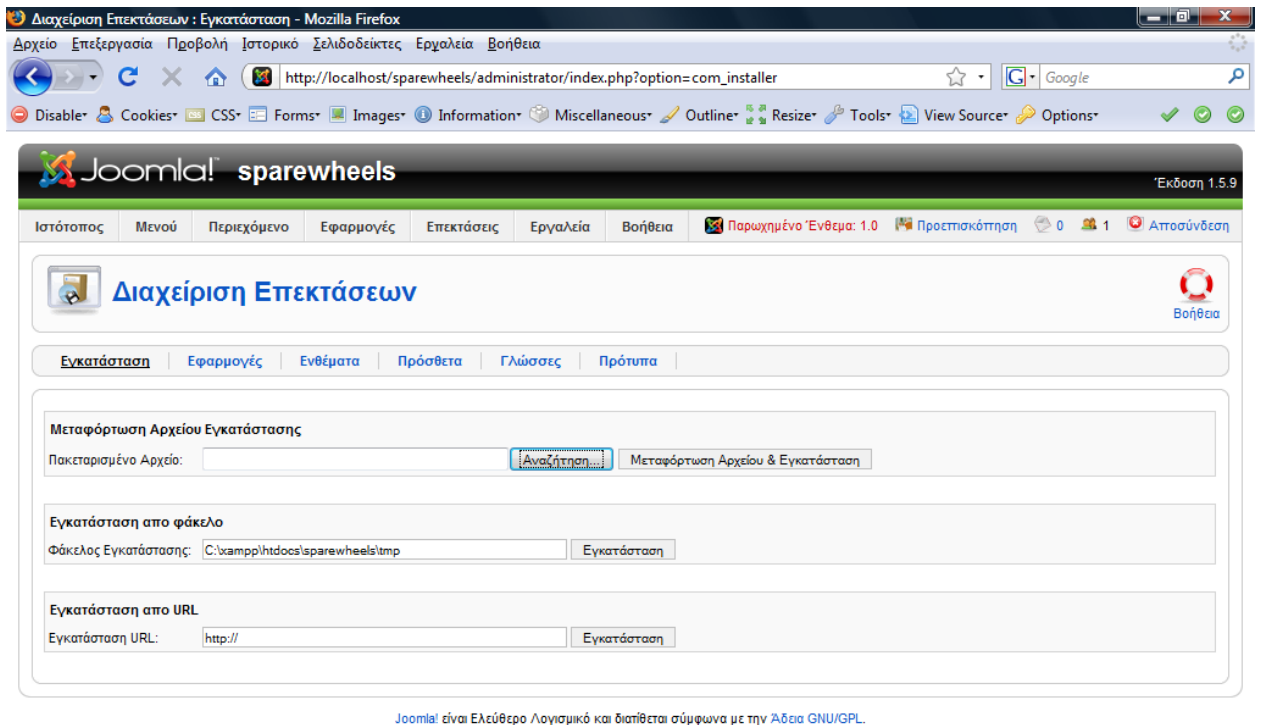 Διαχείριση Επεκτάσεων : Εγκατάσταση - Mozilla Firefox
Αρχείο Επεξεργασία Προβολή Ιστορικό Σελιδοδείκτες Εργαλεία Βοήθεια
http://localhost/sparewheels/administrator/index.php?option=com_installer G Google
Disable Cookies CSS Forms Images Information Miscellaneous Outline Resize Tools View Source Options
Joomla! sparewheels
Έκδοση 1.5.9
Ιστότοπος Μενού Περιεχόμενο Εφαρμογές Επεκτάσεις Εργαλεία Βοήθεια Παρωχημένο Ένθεμα: 1.0 Προεπισκόπηση 0 1 Αποσύνδεση
Διαχείριση Επεκτάσεων
Βοήθεια
Εγκατάσταση Εφαρμογές Ενθέματα Πρόσθετα Γλώσσες Πρότυπα
Μεταφόρτωση Αρχείου Εγκατάστασης
Πακεταρισμένο Αρχείο: Αναζήτηση... Μεταφόρτωση Αρχείου & Εγκατάσταση
Εγκατάσταση απο φάκελο
Φάκελος Εγκατάστασης: C:\xampp\htdocs\sparewheels\tmp Εγκατάσταση
Εγκατάσταση απο URL
Εγκατάσταση URL: http:// Εγκατάσταση
Joomla! είναι Ελεύθερο Λογισμικό και διατίθεται σύμφωνα με την Άδεια GNU/GPL.